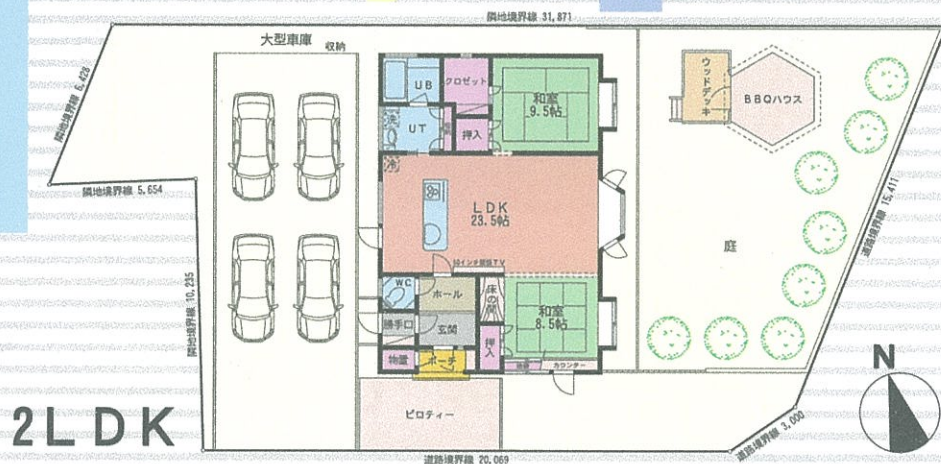 隣地境界線 31,871
大型車庫
収納
隣地境界線 6,428
UB
クロゼット
和室
9.5帖
ウッドデッキ
BBQハウス
洗
UT
押入
隣地境界線 5,654
冷
LDK
23.5帖
道路境界線 15,411
庭
隣地境界線 10,235
WC
ホール
床の間
和室
8.5帖
勝手口
玄関
押入
物置
ポーチ
カウンター
ピロティー
N
2LDK
道路境界線 3,000
道路境界線 20,069